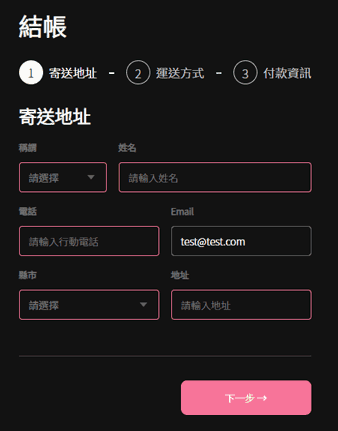 結帳
1 寄送地址 - 2 運送方式 - 3 付款資訊
寄送地址
稱謂 姓名
請選擇 請輸入姓名
電話 Email
請輸入行動電話 test@test.com
縣市 地址
請選擇 請輸入地址
下一步 →